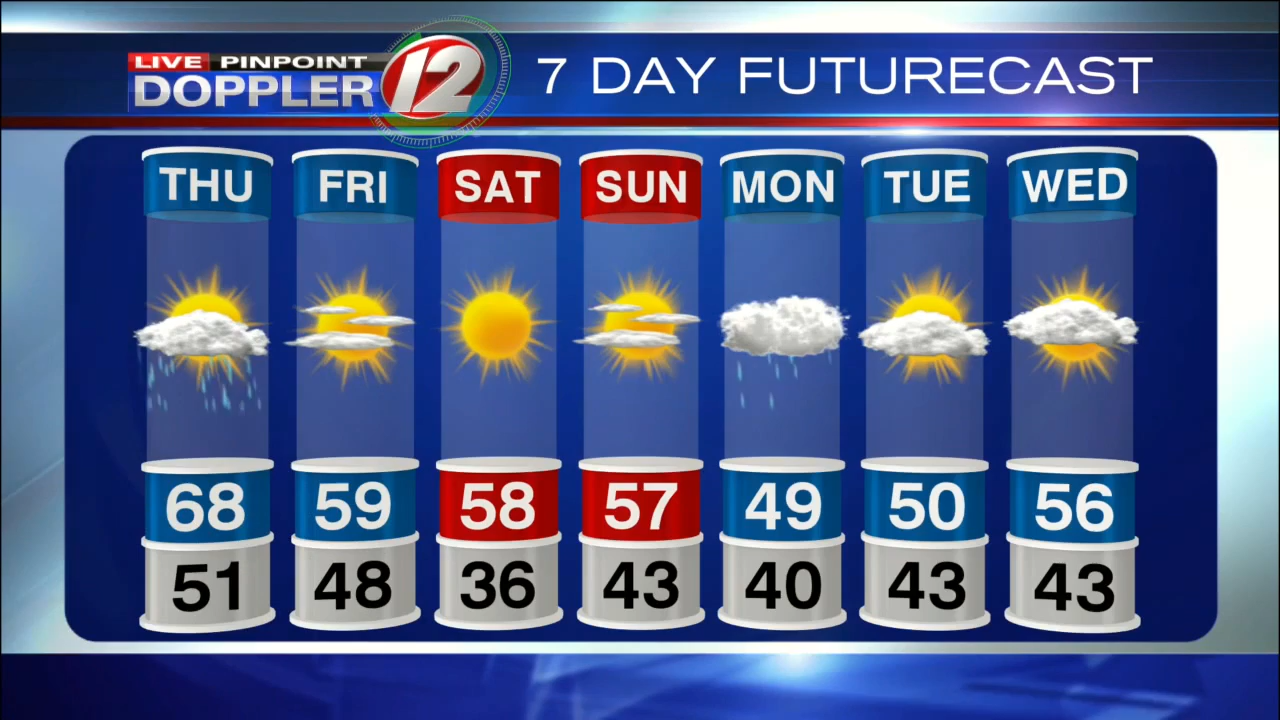 LIVE PINPOINT
DOPPLER 12
7 DAY FUTURECAST
THU FRI SAT SUN MON TUE WED
68 59 58 57 49 50 56
51 48 36 43 40 43 43